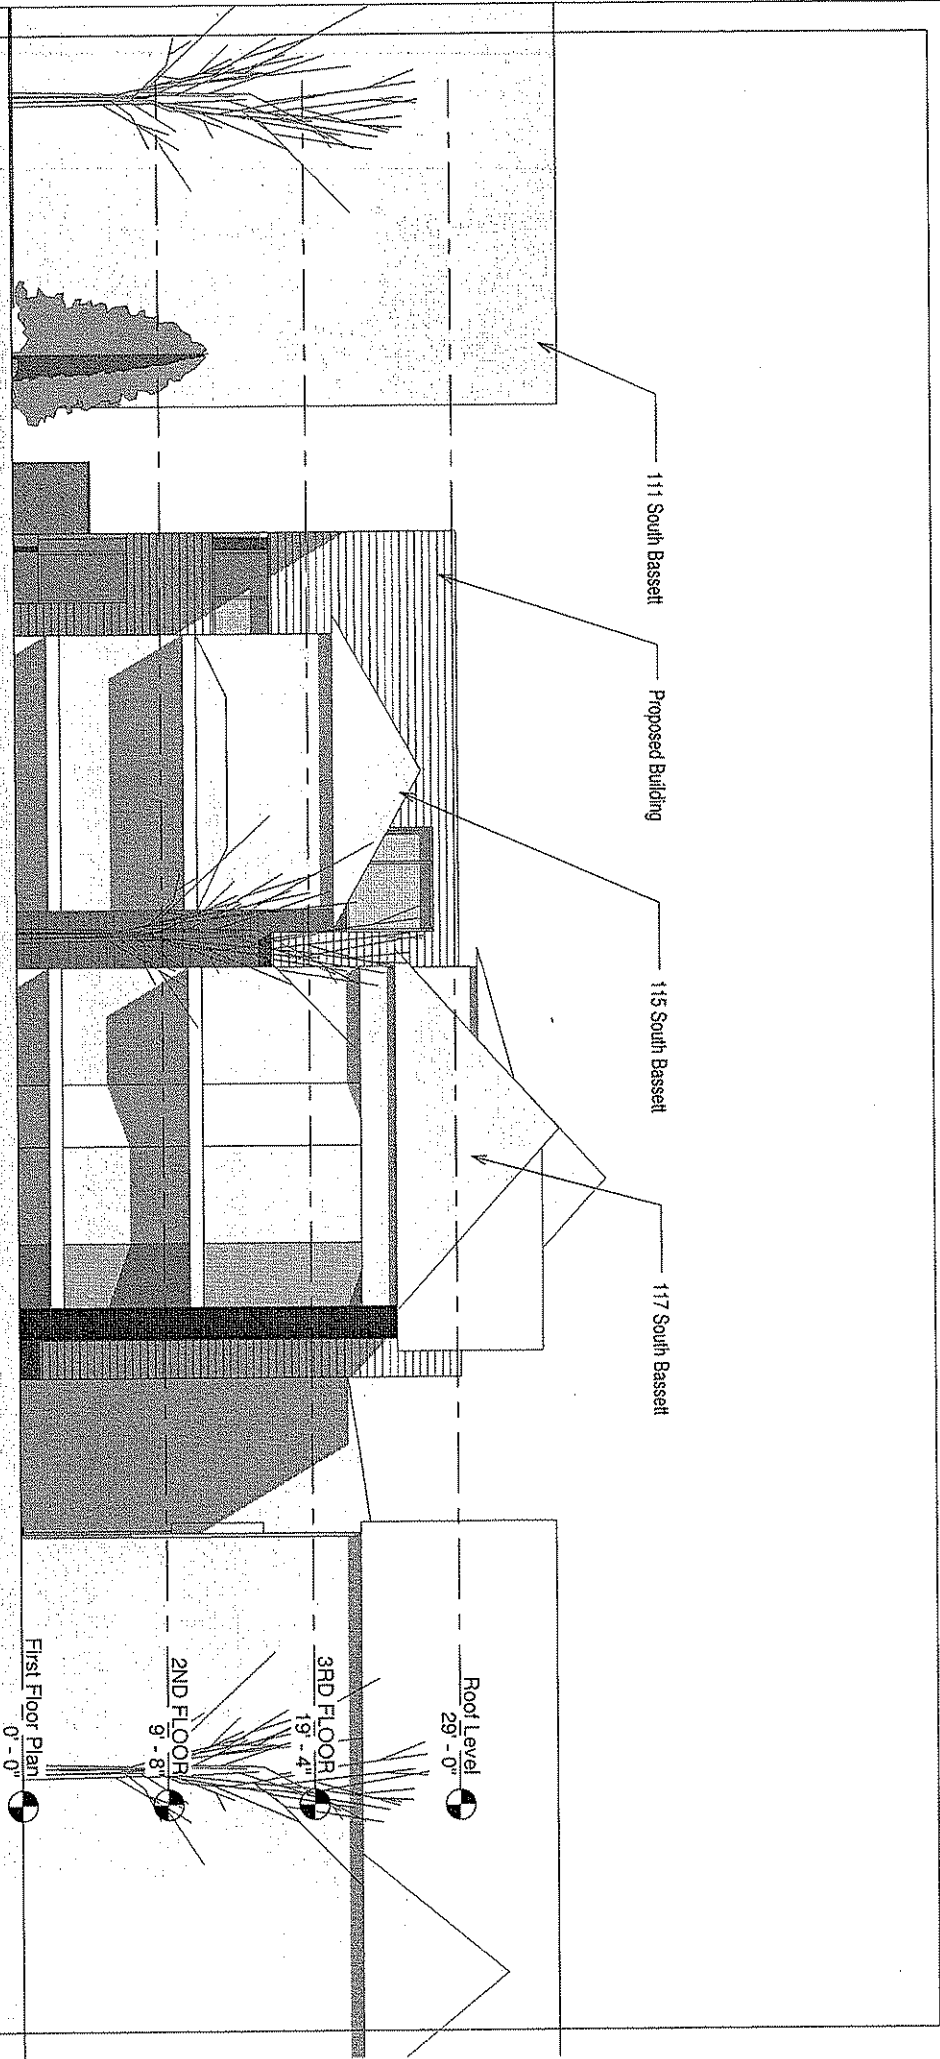 111 South Bassett
Proposed Building
115 South Bassett
117 South Bassett
Roof Level
29' - 0"
3RD FLOOR
19' - 4"
2ND FLOOR
9' - 8"
First Floor Plan
0' - 0"